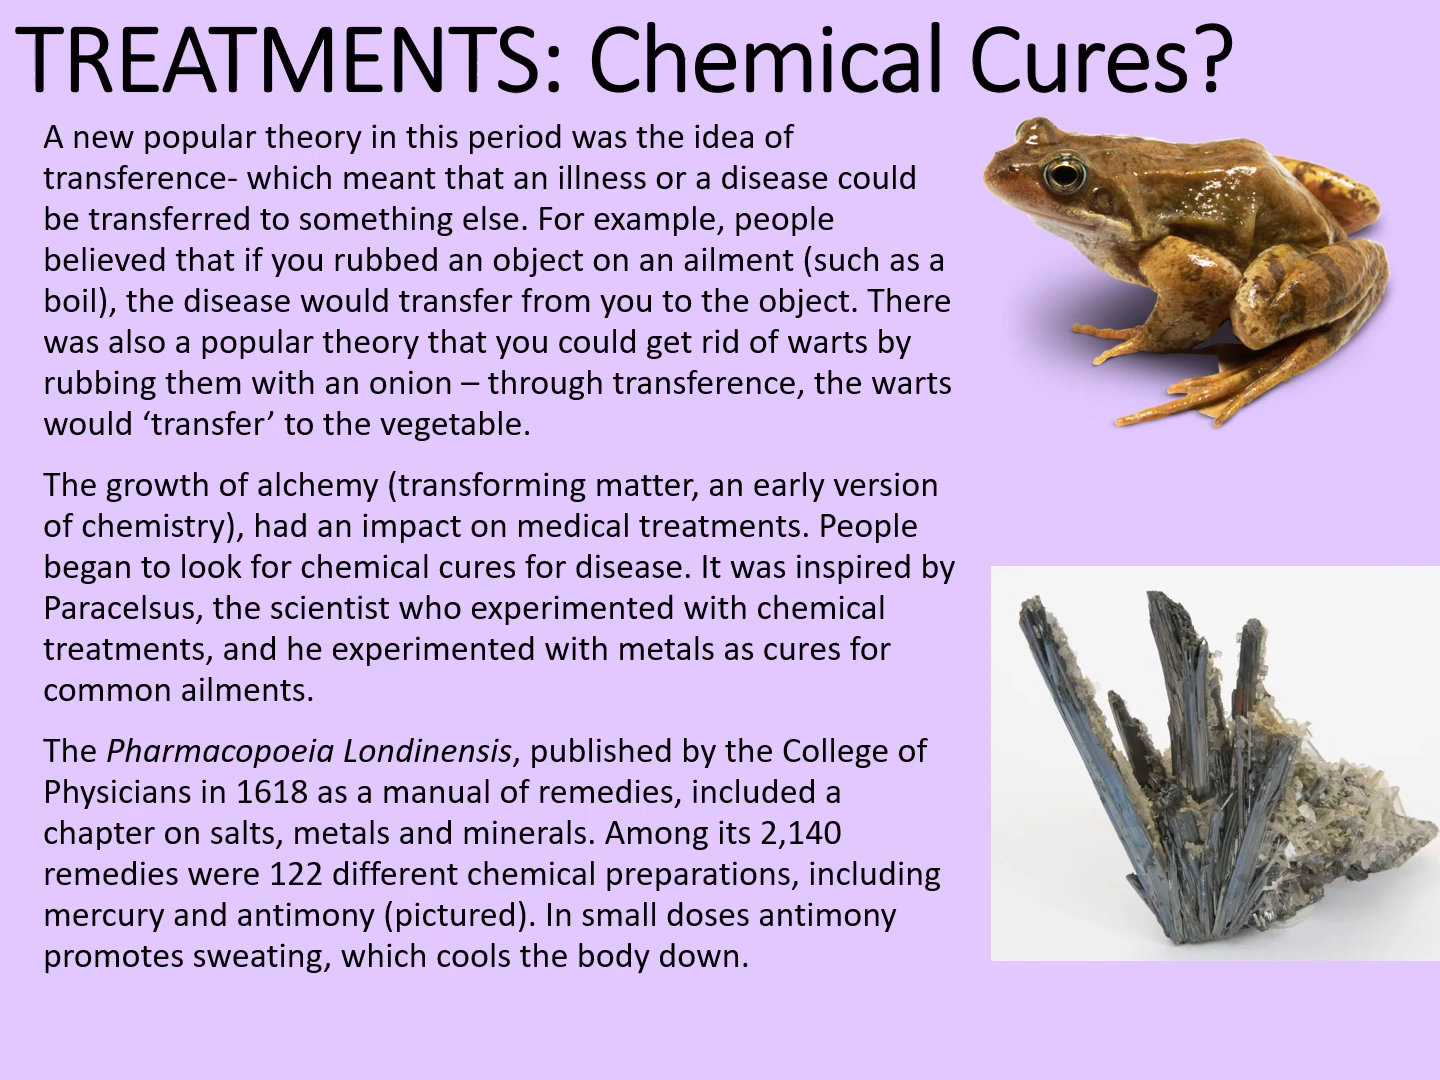 TREATMENTS: Chemical Cures?
A new popular theory in this period was the idea of
transference- which meant that an illness or a disease could
be transferred to something else. For example, people
believed that if you rubbed an object on an ailment (such as a
boil), the disease would transfer from you to the object. There
was also a popular theory that you could get rid of warts by
rubbing them with an onion – through transference, the warts
would ‘transfer’ to the vegetable.
The growth of alchemy (transforming matter, an early version
of chemistry), had an impact on medical treatments. People
began to look for chemical cures for disease. It was inspired by
Paracelsus, the scientist who experimented with chemical
treatments, and he experimented with metals as cures for
common ailments.
The Pharmacopoeia Londinensis, published by the College of
Physicians in 1618 as a manual of remedies, included a
chapter on salts, metals and minerals. Among its 2,140
remedies were 122 different chemical preparations, including
mercury and antimony (pictured). In small doses antimony
promotes sweating, which cools the body down.